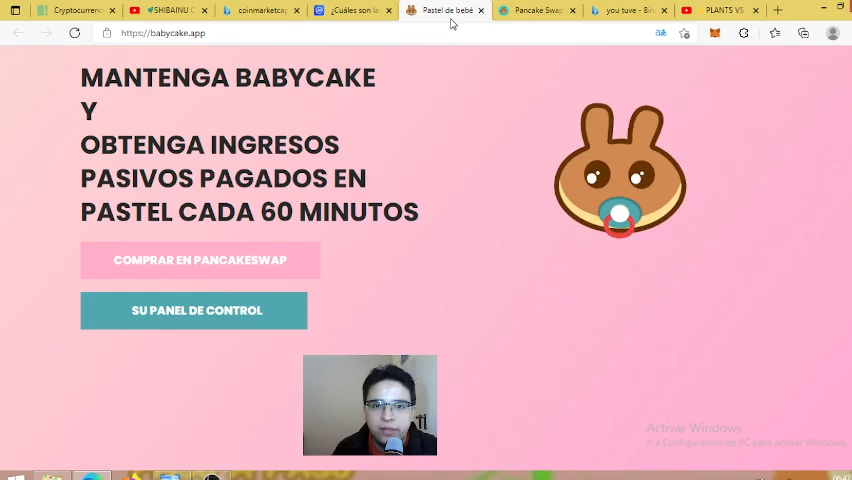 Cryptocurrenc
SHIBAINU C
coinmarketcap
¿Cuáles son la
Pastel de bebé
Pancake Swap
you tuve - Bin
PLANTS VS
https://babycake.app
MANTENGA BABYCAKE
Y
OBTENGA INGRESOS
PASIVOS PAGADOS EN
PASTEL CADA 60 MINUTOS
COMPRAR EN PANCAKESWAP
SU PANEL DE CONTROL
Activar Windows
Ir a Configuración de PC para activar Windows.
06:47